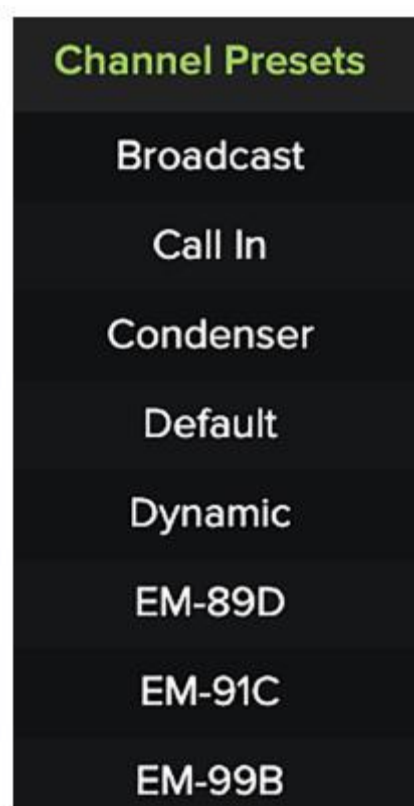 Channel Presets
Broadcast
Call In
Condenser
Default
Dynamic
EM-89D
EM-91C
EM-99B